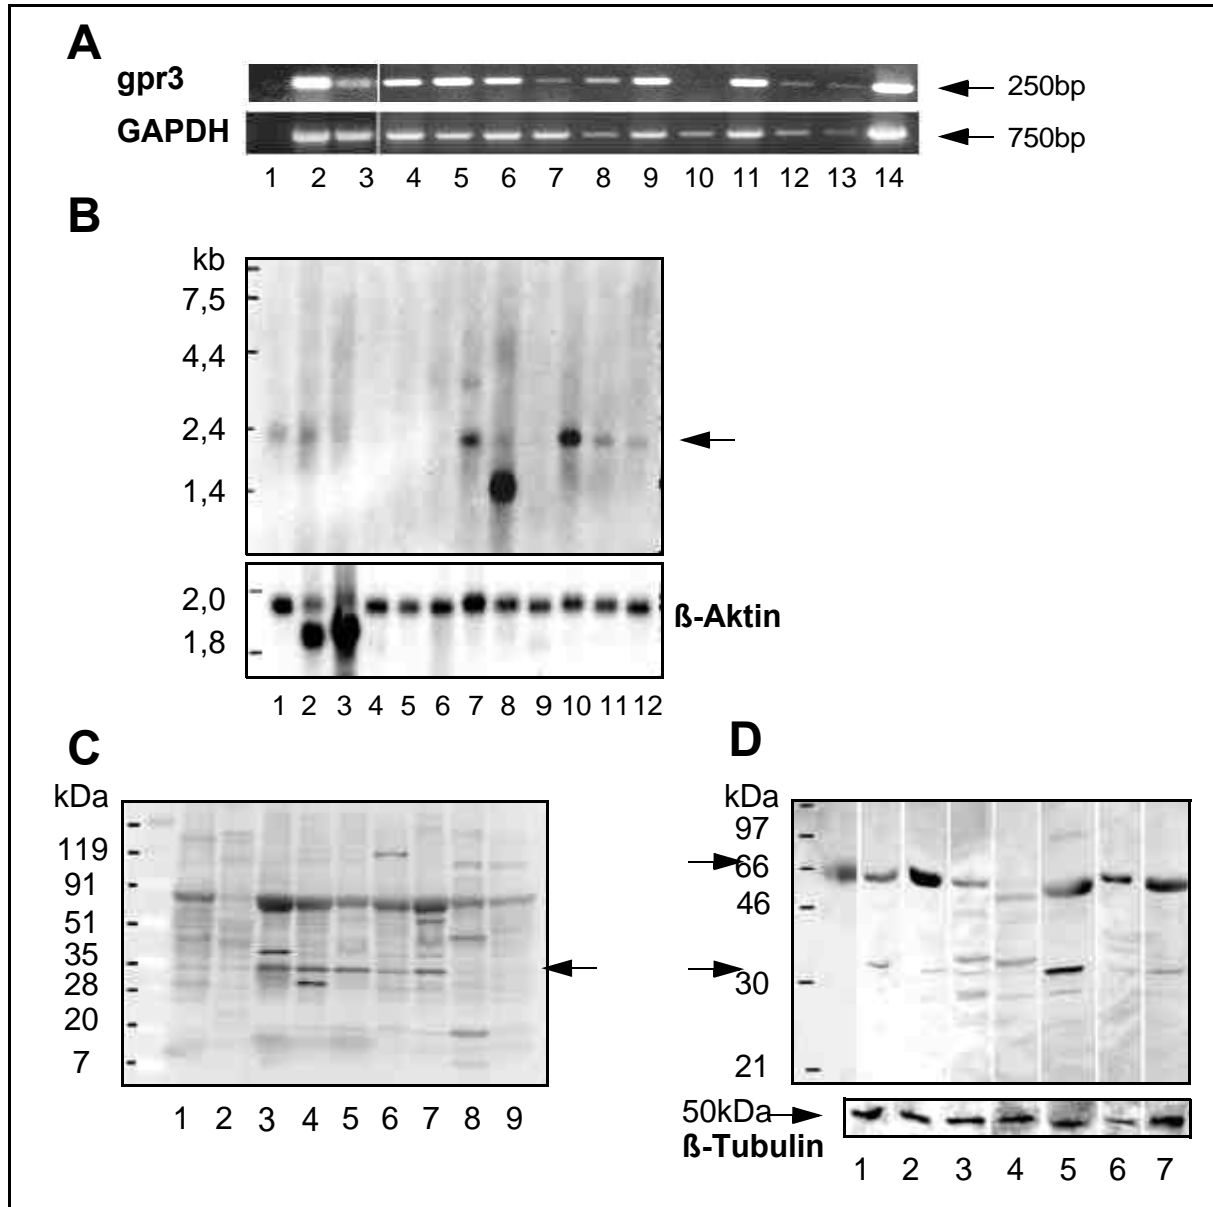 A
gpr3
250bp
GAPDH
750bp
1 2 3 4 5 6 7 8 9 10 11 12 13 14
B
kb
7,5
4,4
2,4
1,4
2,0
ß-Aktin
1,8
1 2 3 4 5 6 7 8 9 10 11 12
C
kDa
119
91
51
35
28
20
7
1 2 3 4 5 6 7 8 9
D
kDa
97
66
46
30
21
50kDa
ß-Tubulin
1 2 3 4 5 6 7